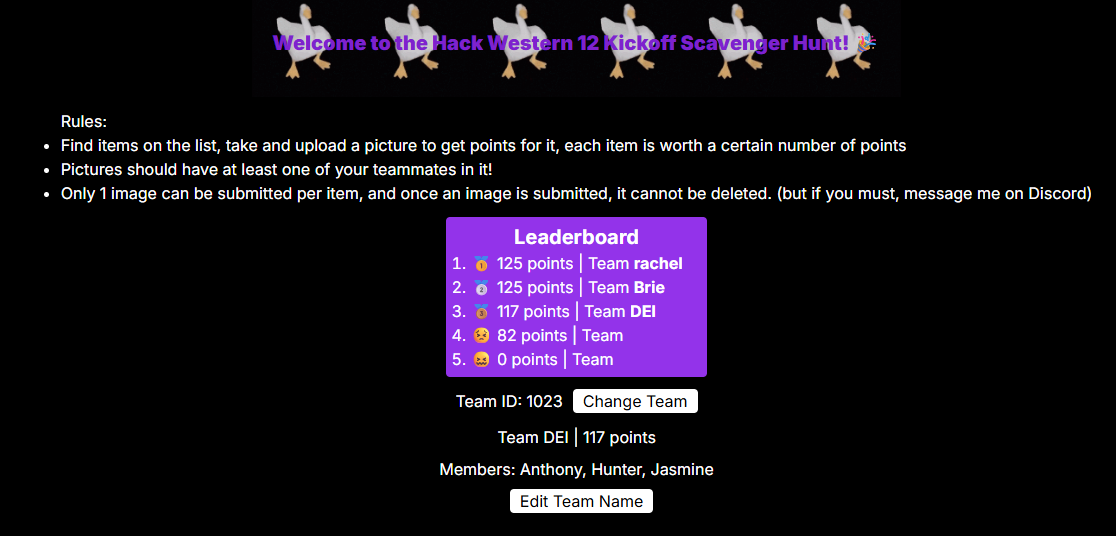 Welcome to the Hack Western 12 Kickoff Scavenger Hunt! 🎉
Rules:
• Find items on the list, take and upload a picture to get points for it, each item is worth a certain number of points
• Pictures should have at least one of your teammates in it!
• Only 1 image can be submitted per item, and once an image is submitted, it cannot be deleted. (but if you must, message me on Discord)
Leaderboard
1. 🥇 125 points | Team rachel
2. 🥈 125 points | Team Brie
3. 🥉 117 points | Team DEI
4. 😣 82 points | Team
5. 😖 0 points | Team
Team ID: 1023 Change Team
Team DEI | 117 points
Members: Anthony, Hunter, Jasmine
Edit Team Name